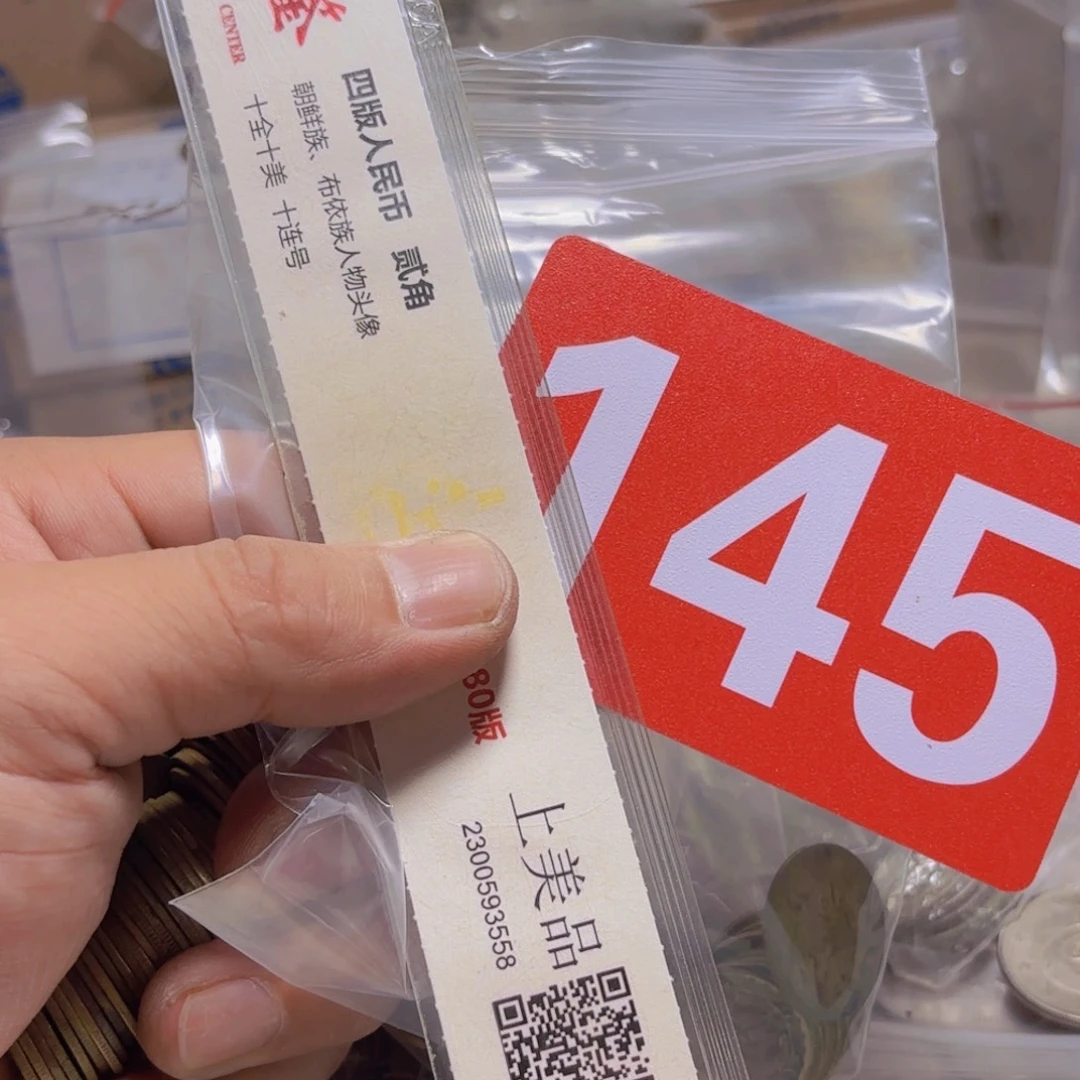 CENTER
四版人民币 贰角
朝鲜族、布依族人物头像
十全十美 十连号
80版
上美品
2300593558
145